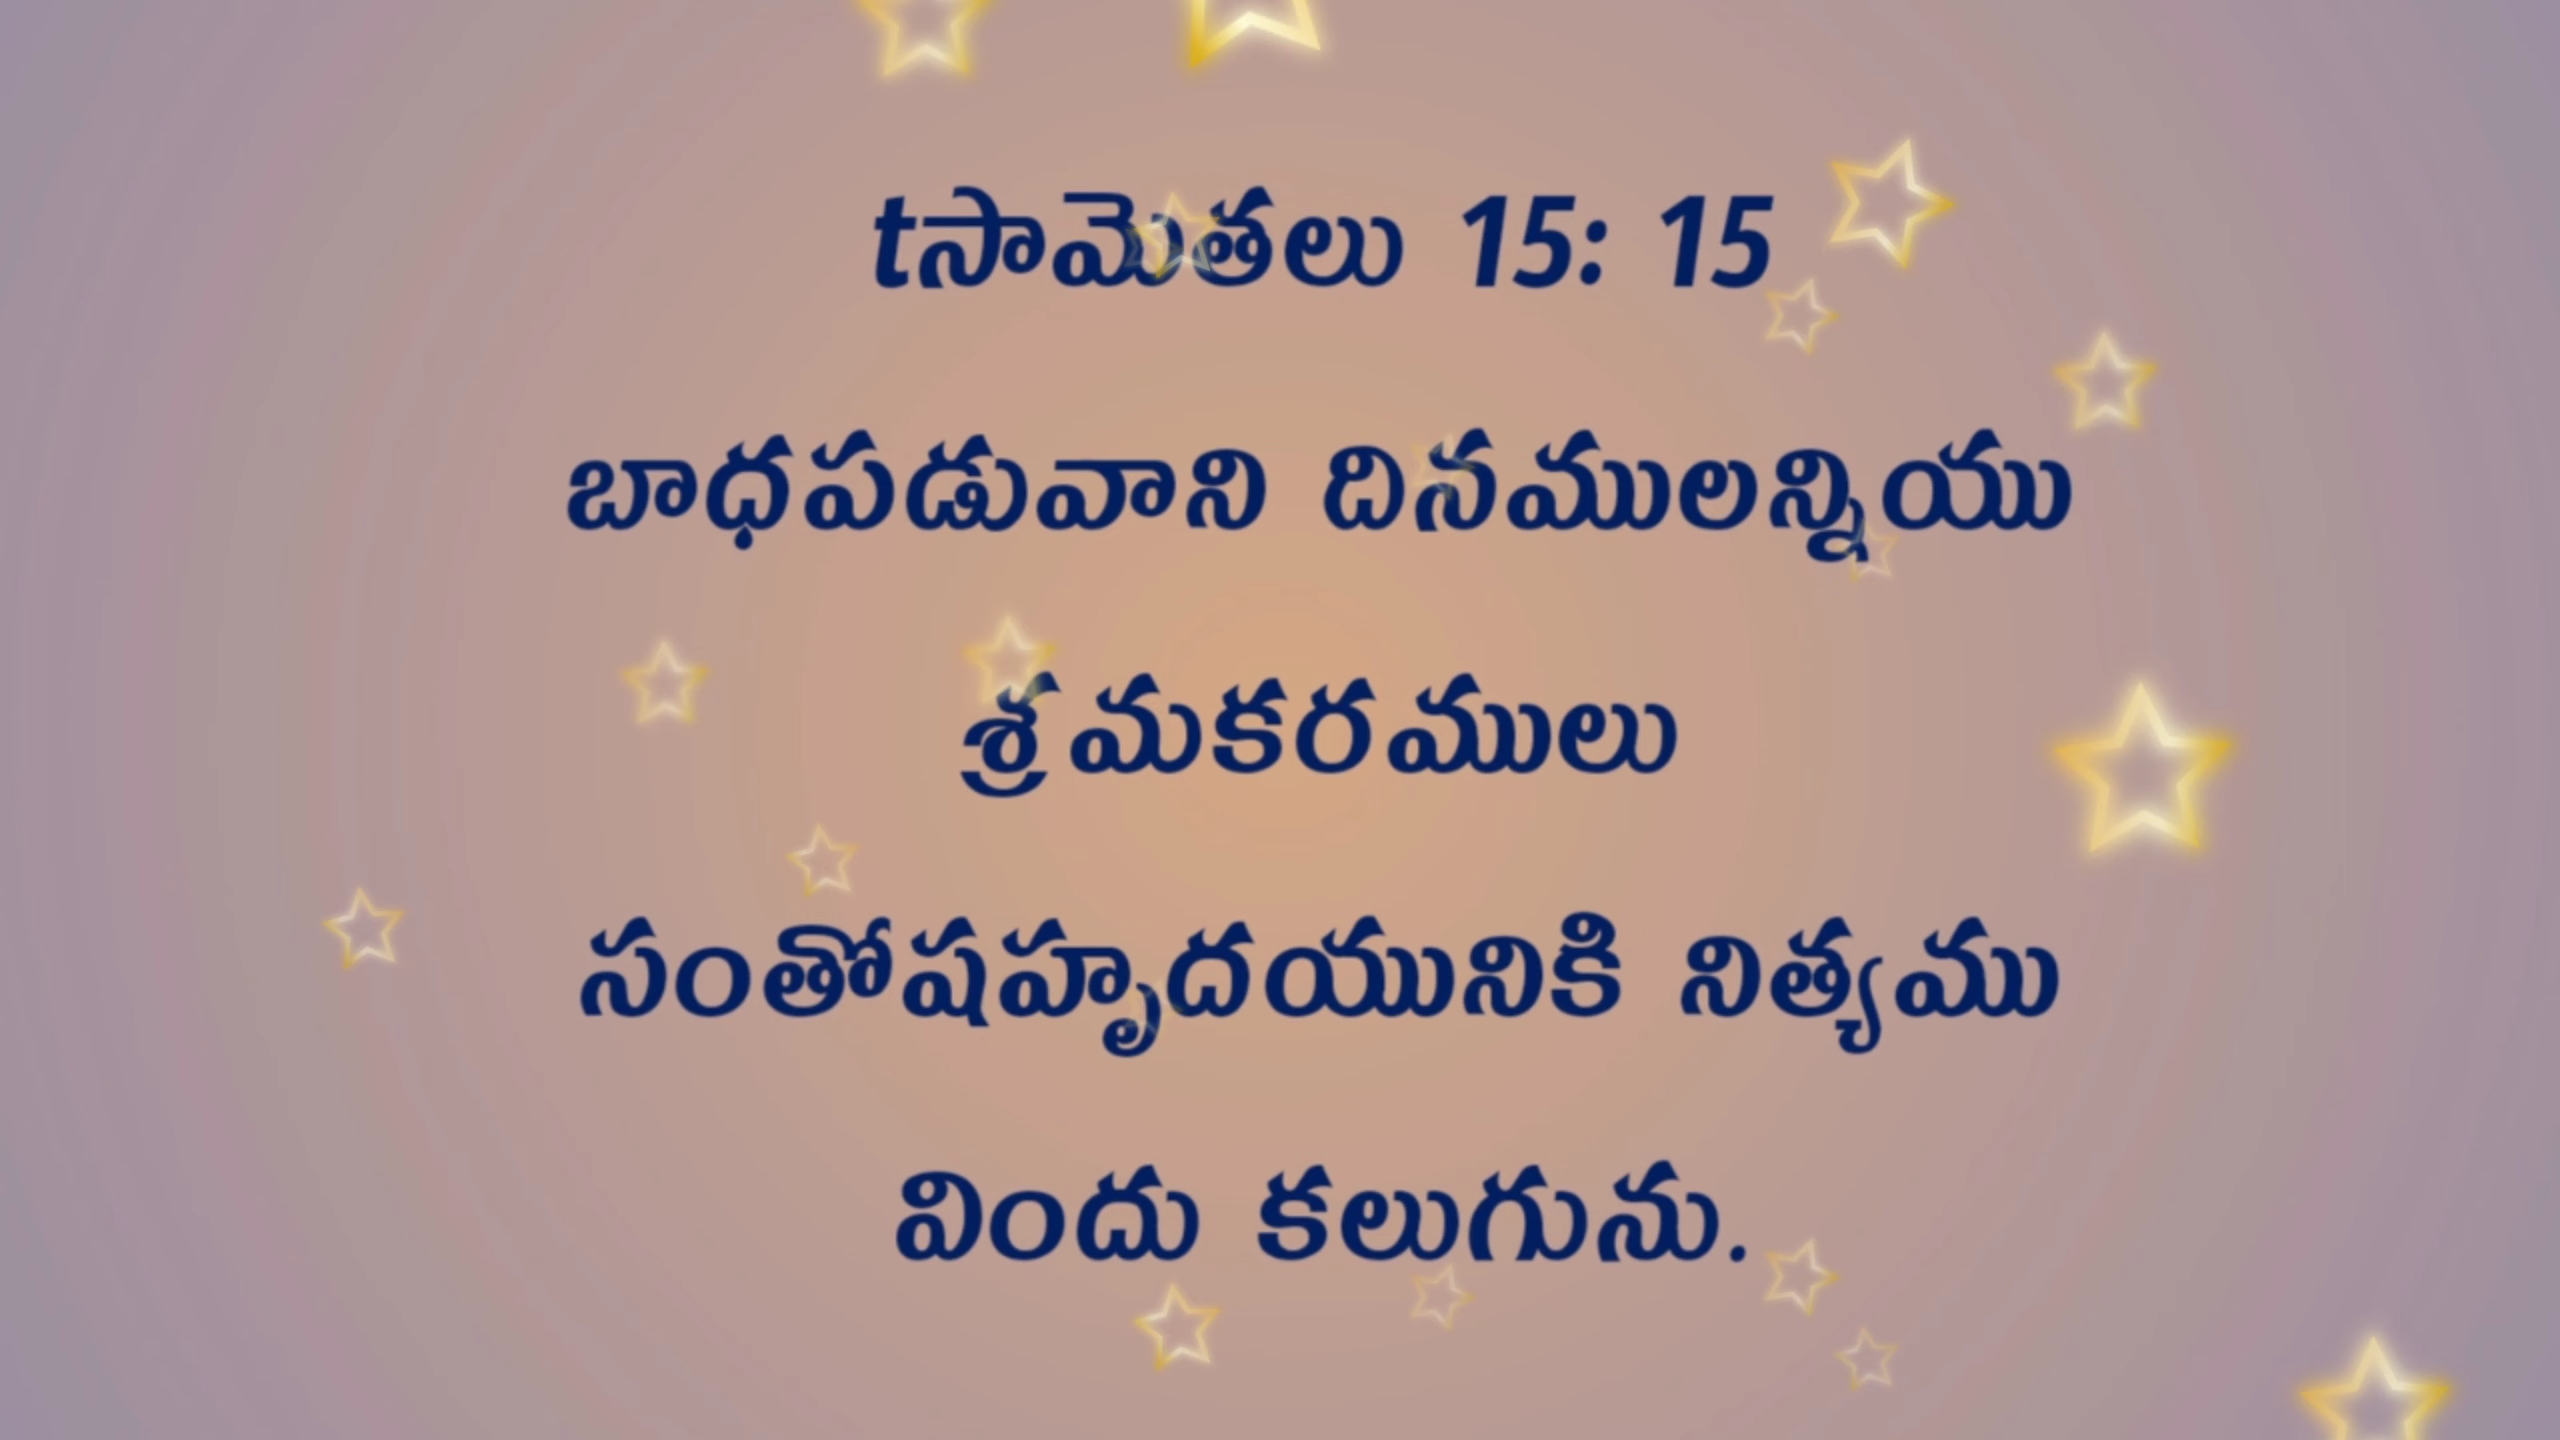 tసామెతలు 15: 15
బాధపడువాని దినములన్నియు
శ్రమకరములు
సంతోషహృదయునికి నిత్యము
విందు కలుగును.